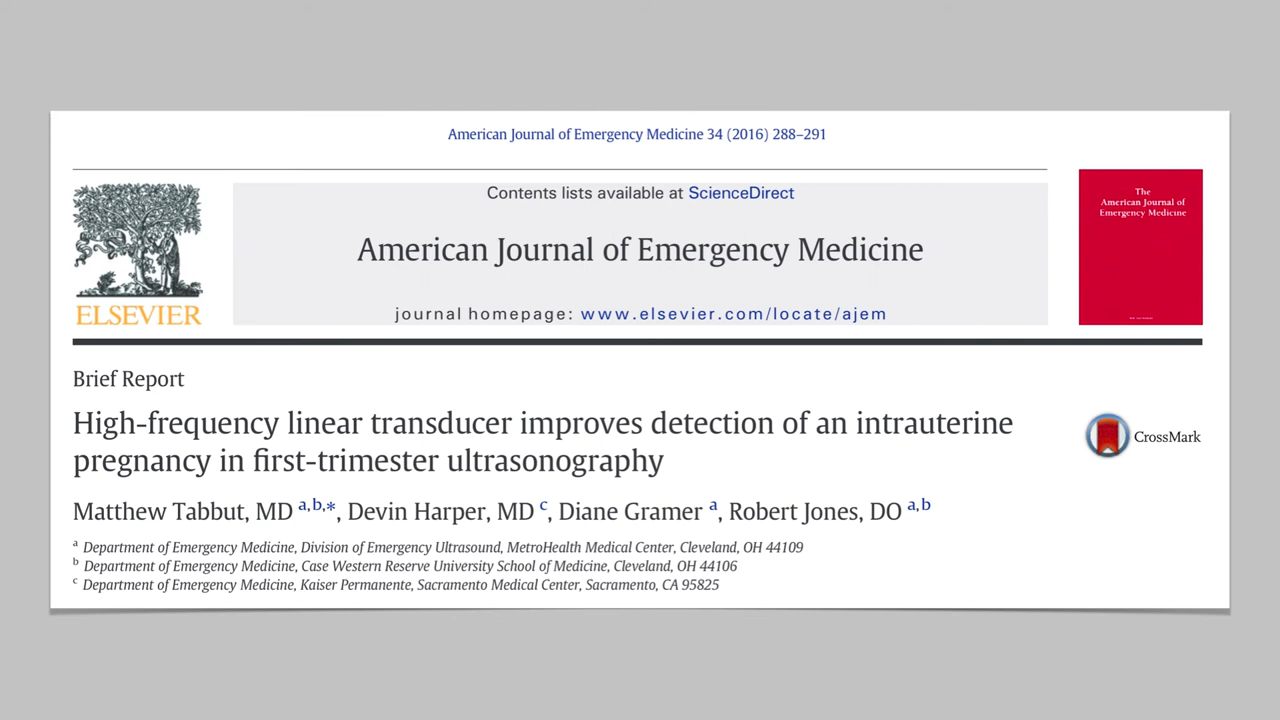 American Journal of Emergency Medicine 34 (2016) 288–291
Contents lists available at ScienceDirect
American Journal of Emergency Medicine
journal homepage: www.elsevier.com/locate/ajem
ELSEVIER
The
American Journal of
Emergency Medicine
Brief Report
High-frequency linear transducer improves detection of an intrauterine
pregnancy in first-trimester ultrasonography
CrossMark
Matthew Tabbut, MD a,b,*, Devin Harper, MD c, Diane Gramer a, Robert Jones, DO a,b
a Department of Emergency Medicine, Division of Emergency Ultrasound, MetroHealth Medical Center, Cleveland, OH 44109
b Department of Emergency Medicine, Case Western Reserve University School of Medicine, Cleveland, OH 44106
c Department of Emergency Medicine, Kaiser Permanente, Sacramento Medical Center, Sacramento, CA 95825